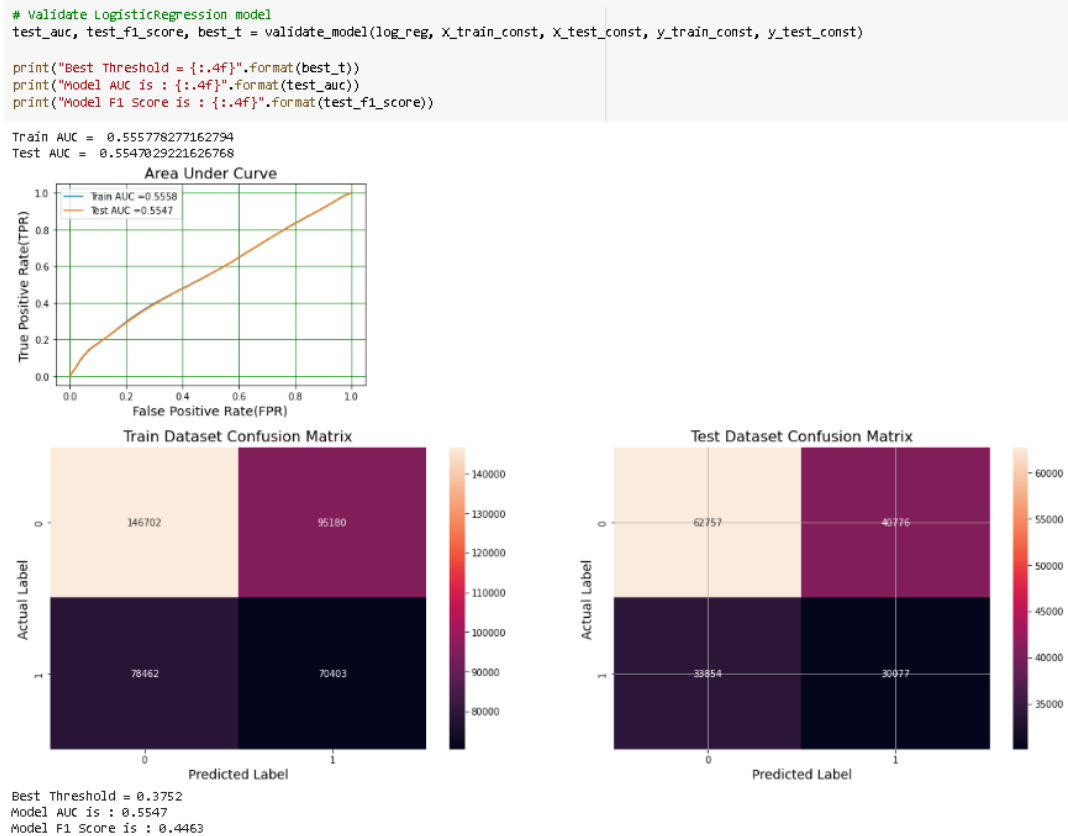 # Validate LogisticRegression model
test_auc, test_f1_score, best_t = validate_model(log_reg, X_train_const, X_test_const, y_train_const, y_test_const)
print("Best Threshold = {:.4f}".format(best_t))
print("Model AUC is : {:.4f}".format(test_auc))
print("Model F1 Score is : {:.4f}".format(test_f1_score))
Train AUC =  0.555778277162794
Test AUC =  0.5547029221626768
Area Under Curve
Train AUC =0.5558
Test AUC =0.5547
True Positive Rate(TPR)
1.0
0.8
0.6
0.4
0.2
0.0
0.0 0.2 0.4 0.6 0.8 1.0
False Positive Rate(FPR)
Train Dataset Confusion Matrix
Actual Label
0
1
146702 95180
78462 70403
0 1
Predicted Label
140000
130000
120000
110000
100000
90000
80000
Test Dataset Confusion Matrix
Actual Label
0
1
62757 40776
33854 30077
0 1
Predicted Label
60000
55000
50000
45000
40000
35000
Best Threshold = 0.3752
Model AUC is : 0.5547
Model F1 Score is : 0.4463